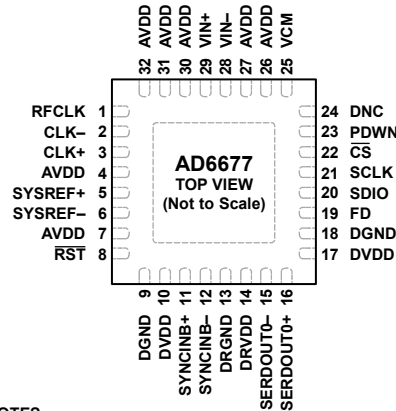 32 AVDD
31 AVDD
30 AVDD
29 VIN+
28 VIN–
27 AVDD
26 AVDD
25 VCM
RFCLK 1
CLK– 2
CLK+ 3
AVDD 4
SYSREF+ 5
SYSREF– 6
AVDD 7
RST 8
AD6677
TOP VIEW
(Not to Scale)
24 DNC
23 PDWN
22 CS
21 SCLK
20 SDIO
19 FD
18 DGND
17 DVDD
DGND 9
DVDD 10
SYNCINB+ 11
SYNCINB– 12
DRGND 13
DRVDD 14
SERDOUT0– 15
SERDOUT0+ 16